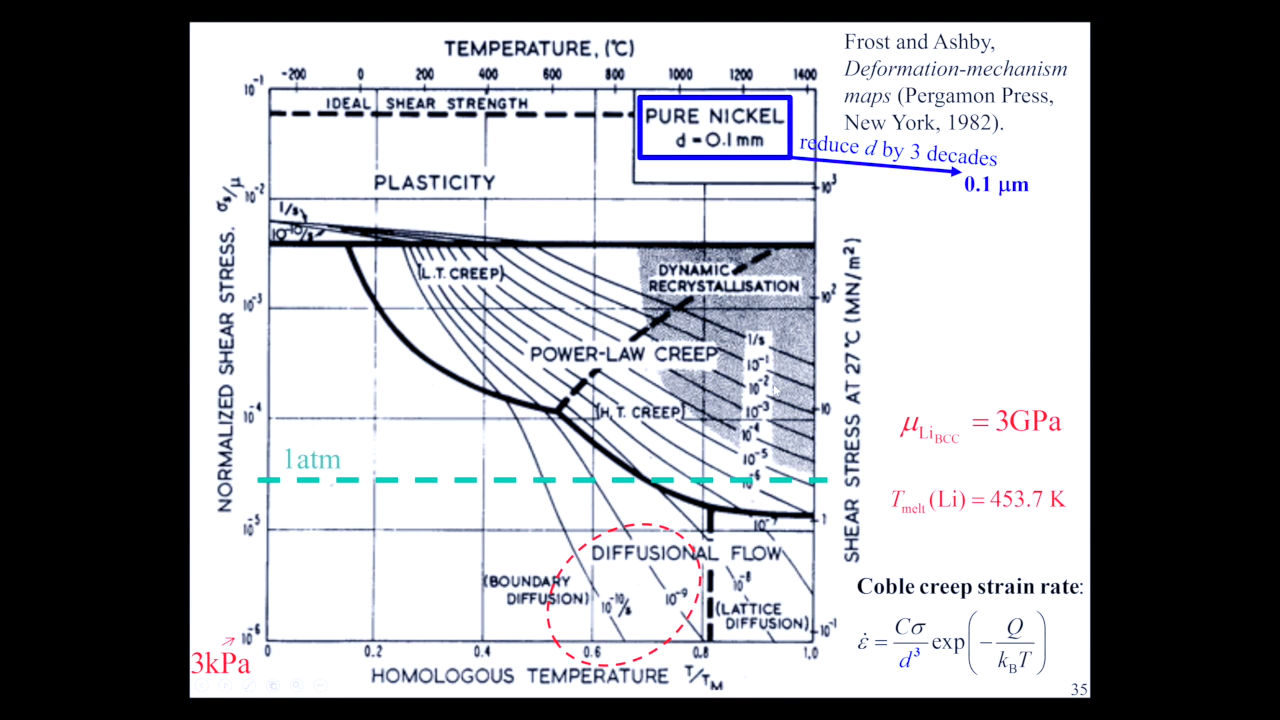 TEMPERATURE, (°C)
-200 0 200 400 600 800 1000 1200 1400
10⁻¹
IDEAL SHEAR STRENGTH
PURE NICKEL
d = 0.1 mm
Frost and Ashby,
Deformation-mechanism
maps (Pergamon Press,
New York, 1982).
reduce d by 3 decades
0.1 μm
PLASTICITY
10⁻²
10³
1/s
10⁻¹⁰/s
(L.T. CREEP)
DYNAMIC
RECRYSTALLISATION
10⁻³
10²
POWER-LAW CREEP
1/s
10⁻¹
10⁻²
10⁻³
10⁻⁴
10⁻⁵
10⁻⁶
10⁻⁷
(H.T. CREEP)
10⁻⁴
10
NORMALIZED SHEAR STRESS, σs/μ
SHEAR STRESS AT 27°C (MN/m²)
μLiBCC = 3GPa
1atm
Tmelt(Li) = 453.7 K
10⁻⁵
1
DIFFUSIONAL FLOW
(BOUNDARY
DIFFUSION)
10⁻¹⁰/s
10⁻⁹
10⁻⁸
(LATTICE
DIFFUSION)
Coble creep strain rate:
ε̇ = Cσ/d³ exp(−Q/kBT)
10⁻⁶
10⁻¹
3kPa
0 0.2 0.4 0.6 0.8 1.0
HOMOLOGOUS TEMPERATURE T/TM
35